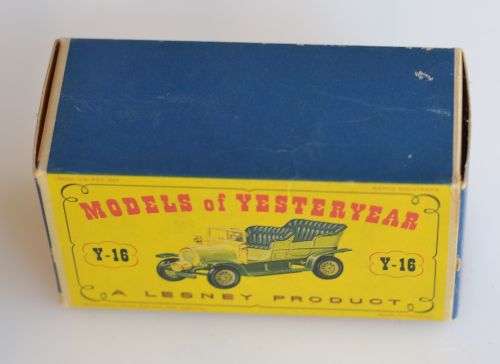 MODELS of YESTERYEAR
Y-16
Y-16
A LESNEY PRODUCT